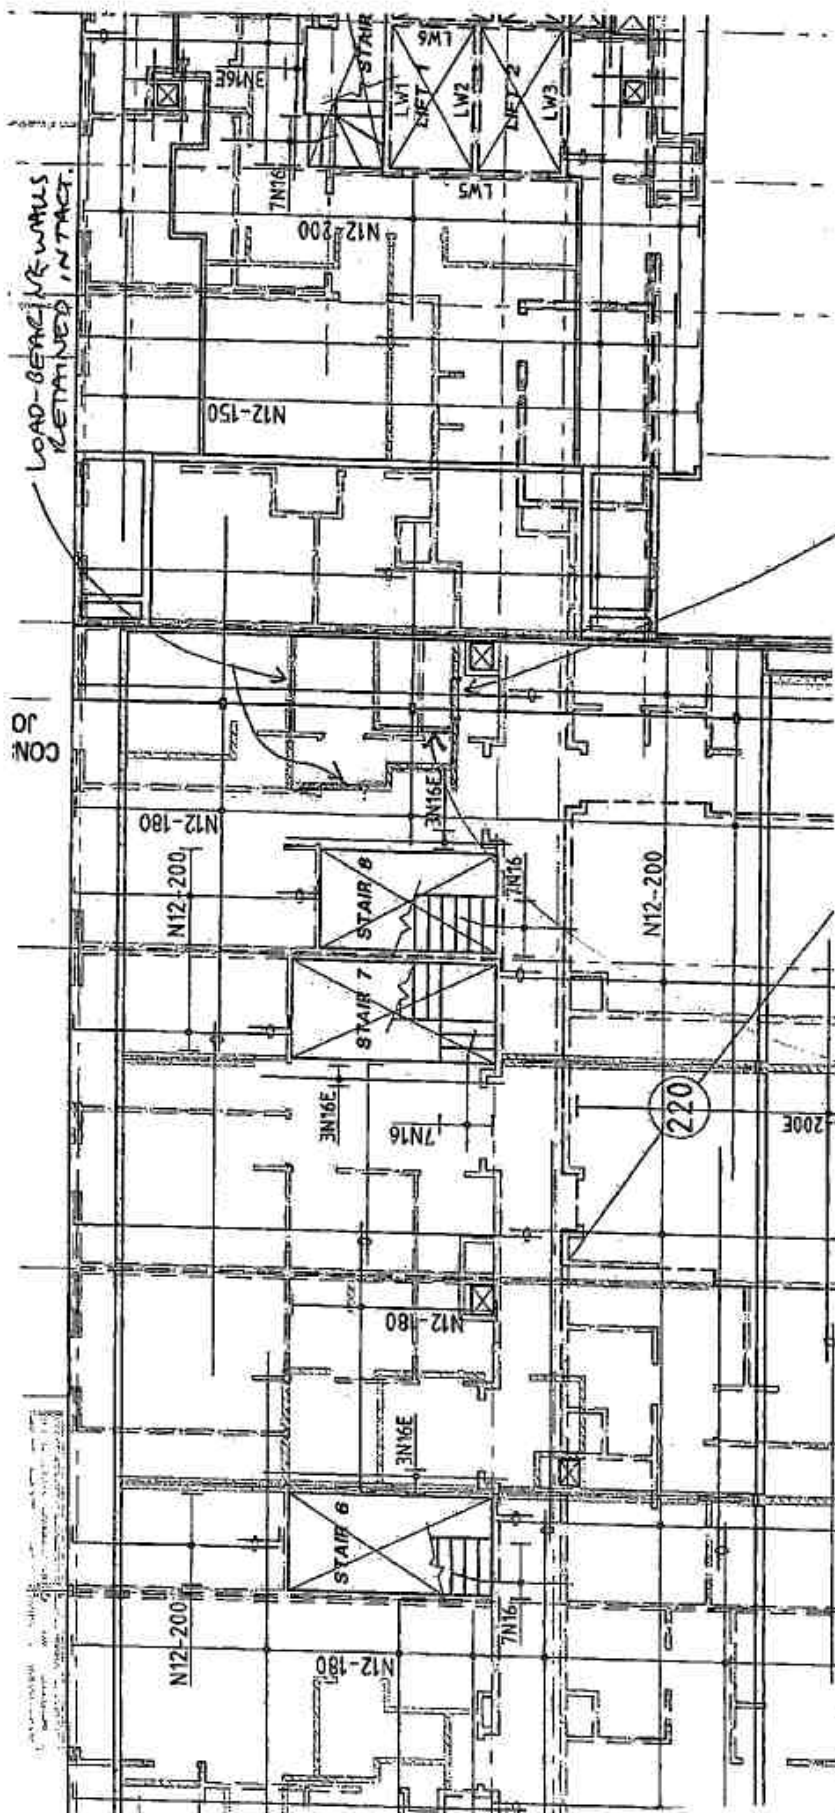 STAIR
LW6
3N16E
LW1
LIFT 1
LW2
LIFT 2
LW3
7N16
LW5
LOAD-BEARING WALLS
RETAINED INTACT.
N12-200
N12-150
CON
JO
N12-180
3N16E
N12-200
STAIR 8
7N16
N12-200
STAIR 7
3N16E
7N16
220
200E
N12-180
3N16E
STAIR 6
N12-200
7N16
N12-180